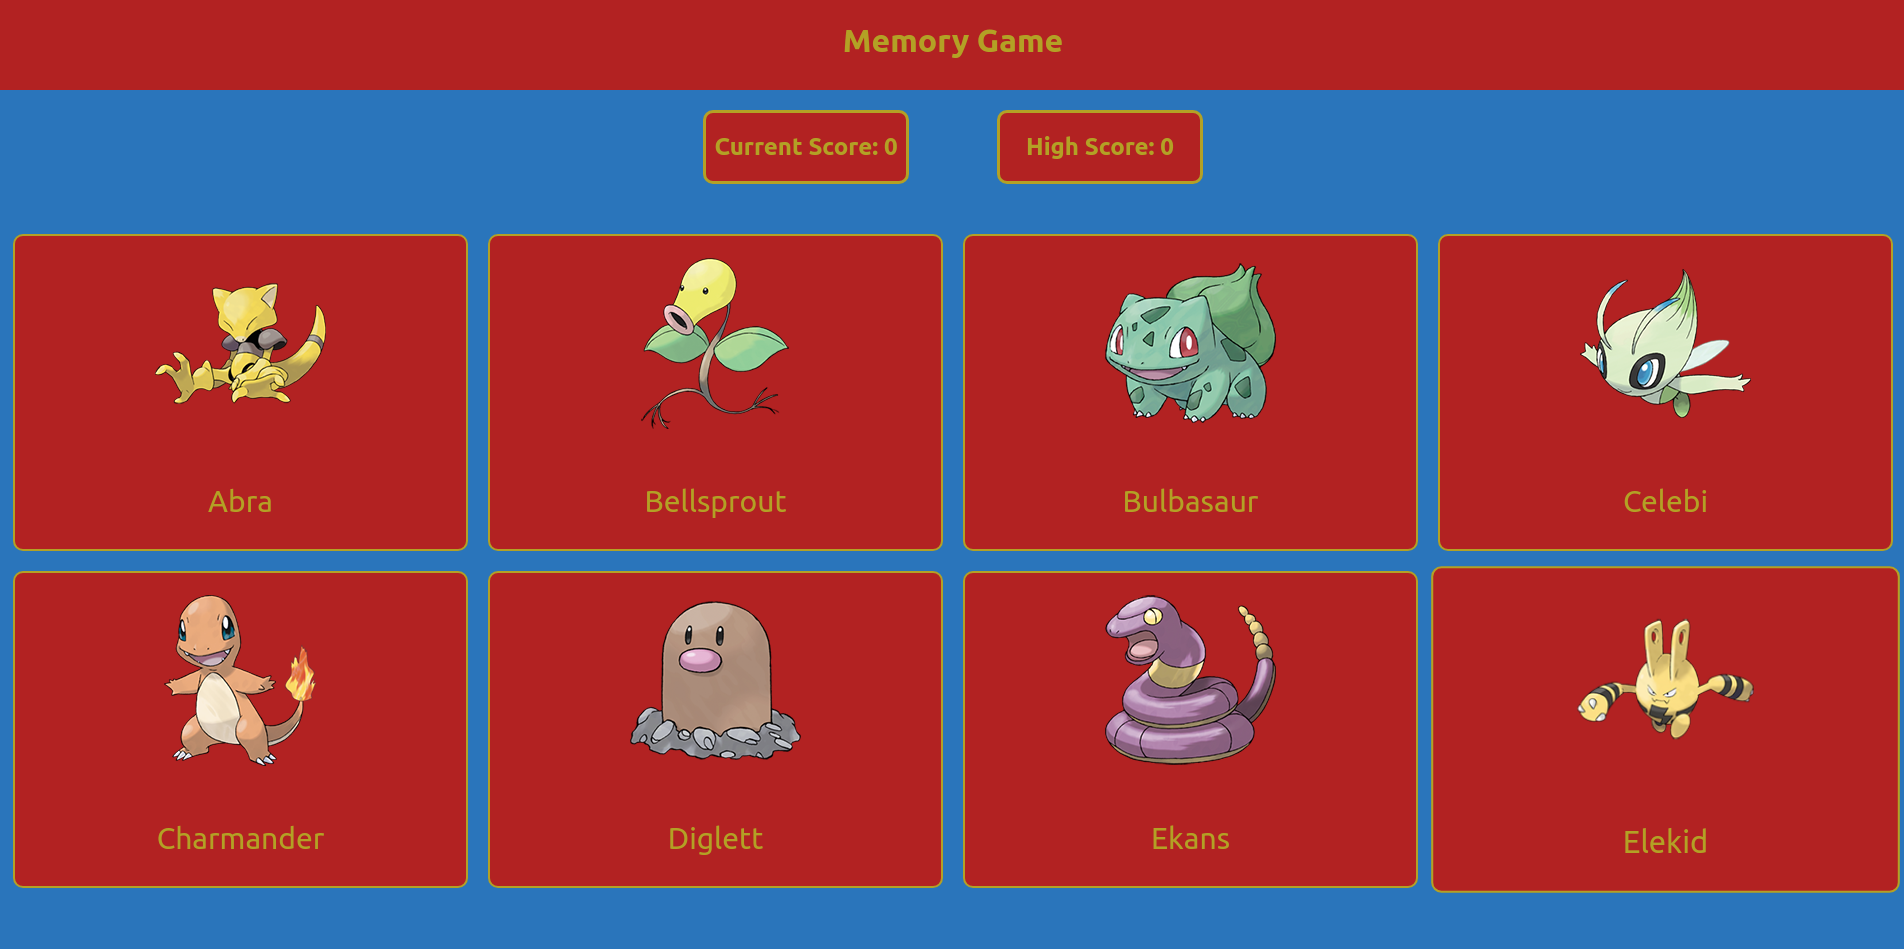 Memory Game
Current Score: 0
High Score: 0
Abra
Bellsprout
Bulbasaur
Celebi
Charmander
Diglett
Ekans
Elekid